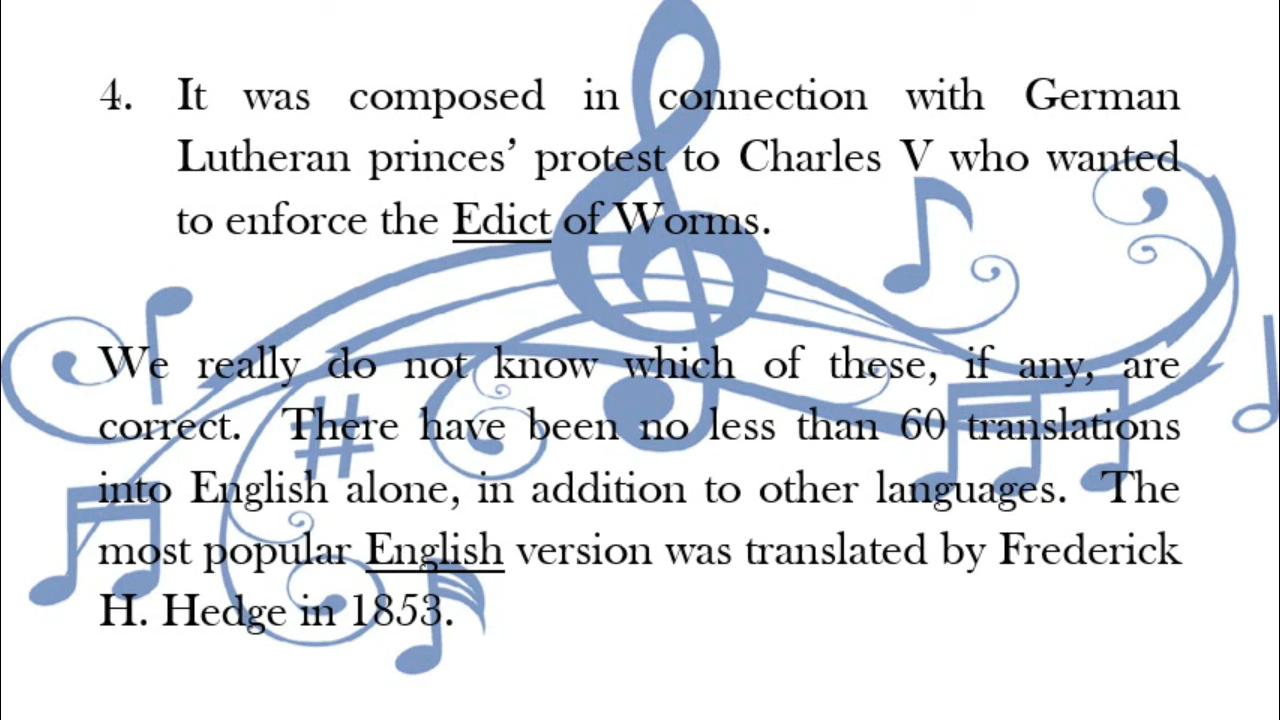 4. It was composed in connection with German
Lutheran princes’ protest to Charles V who wanted
to enforce the Edict of Worms.
We really do not know which of these, if any, are
correct. There have been no less than 60 translations
into English alone, in addition to other languages. The
most popular English version was translated by Frederick
H. Hedge in 1853.